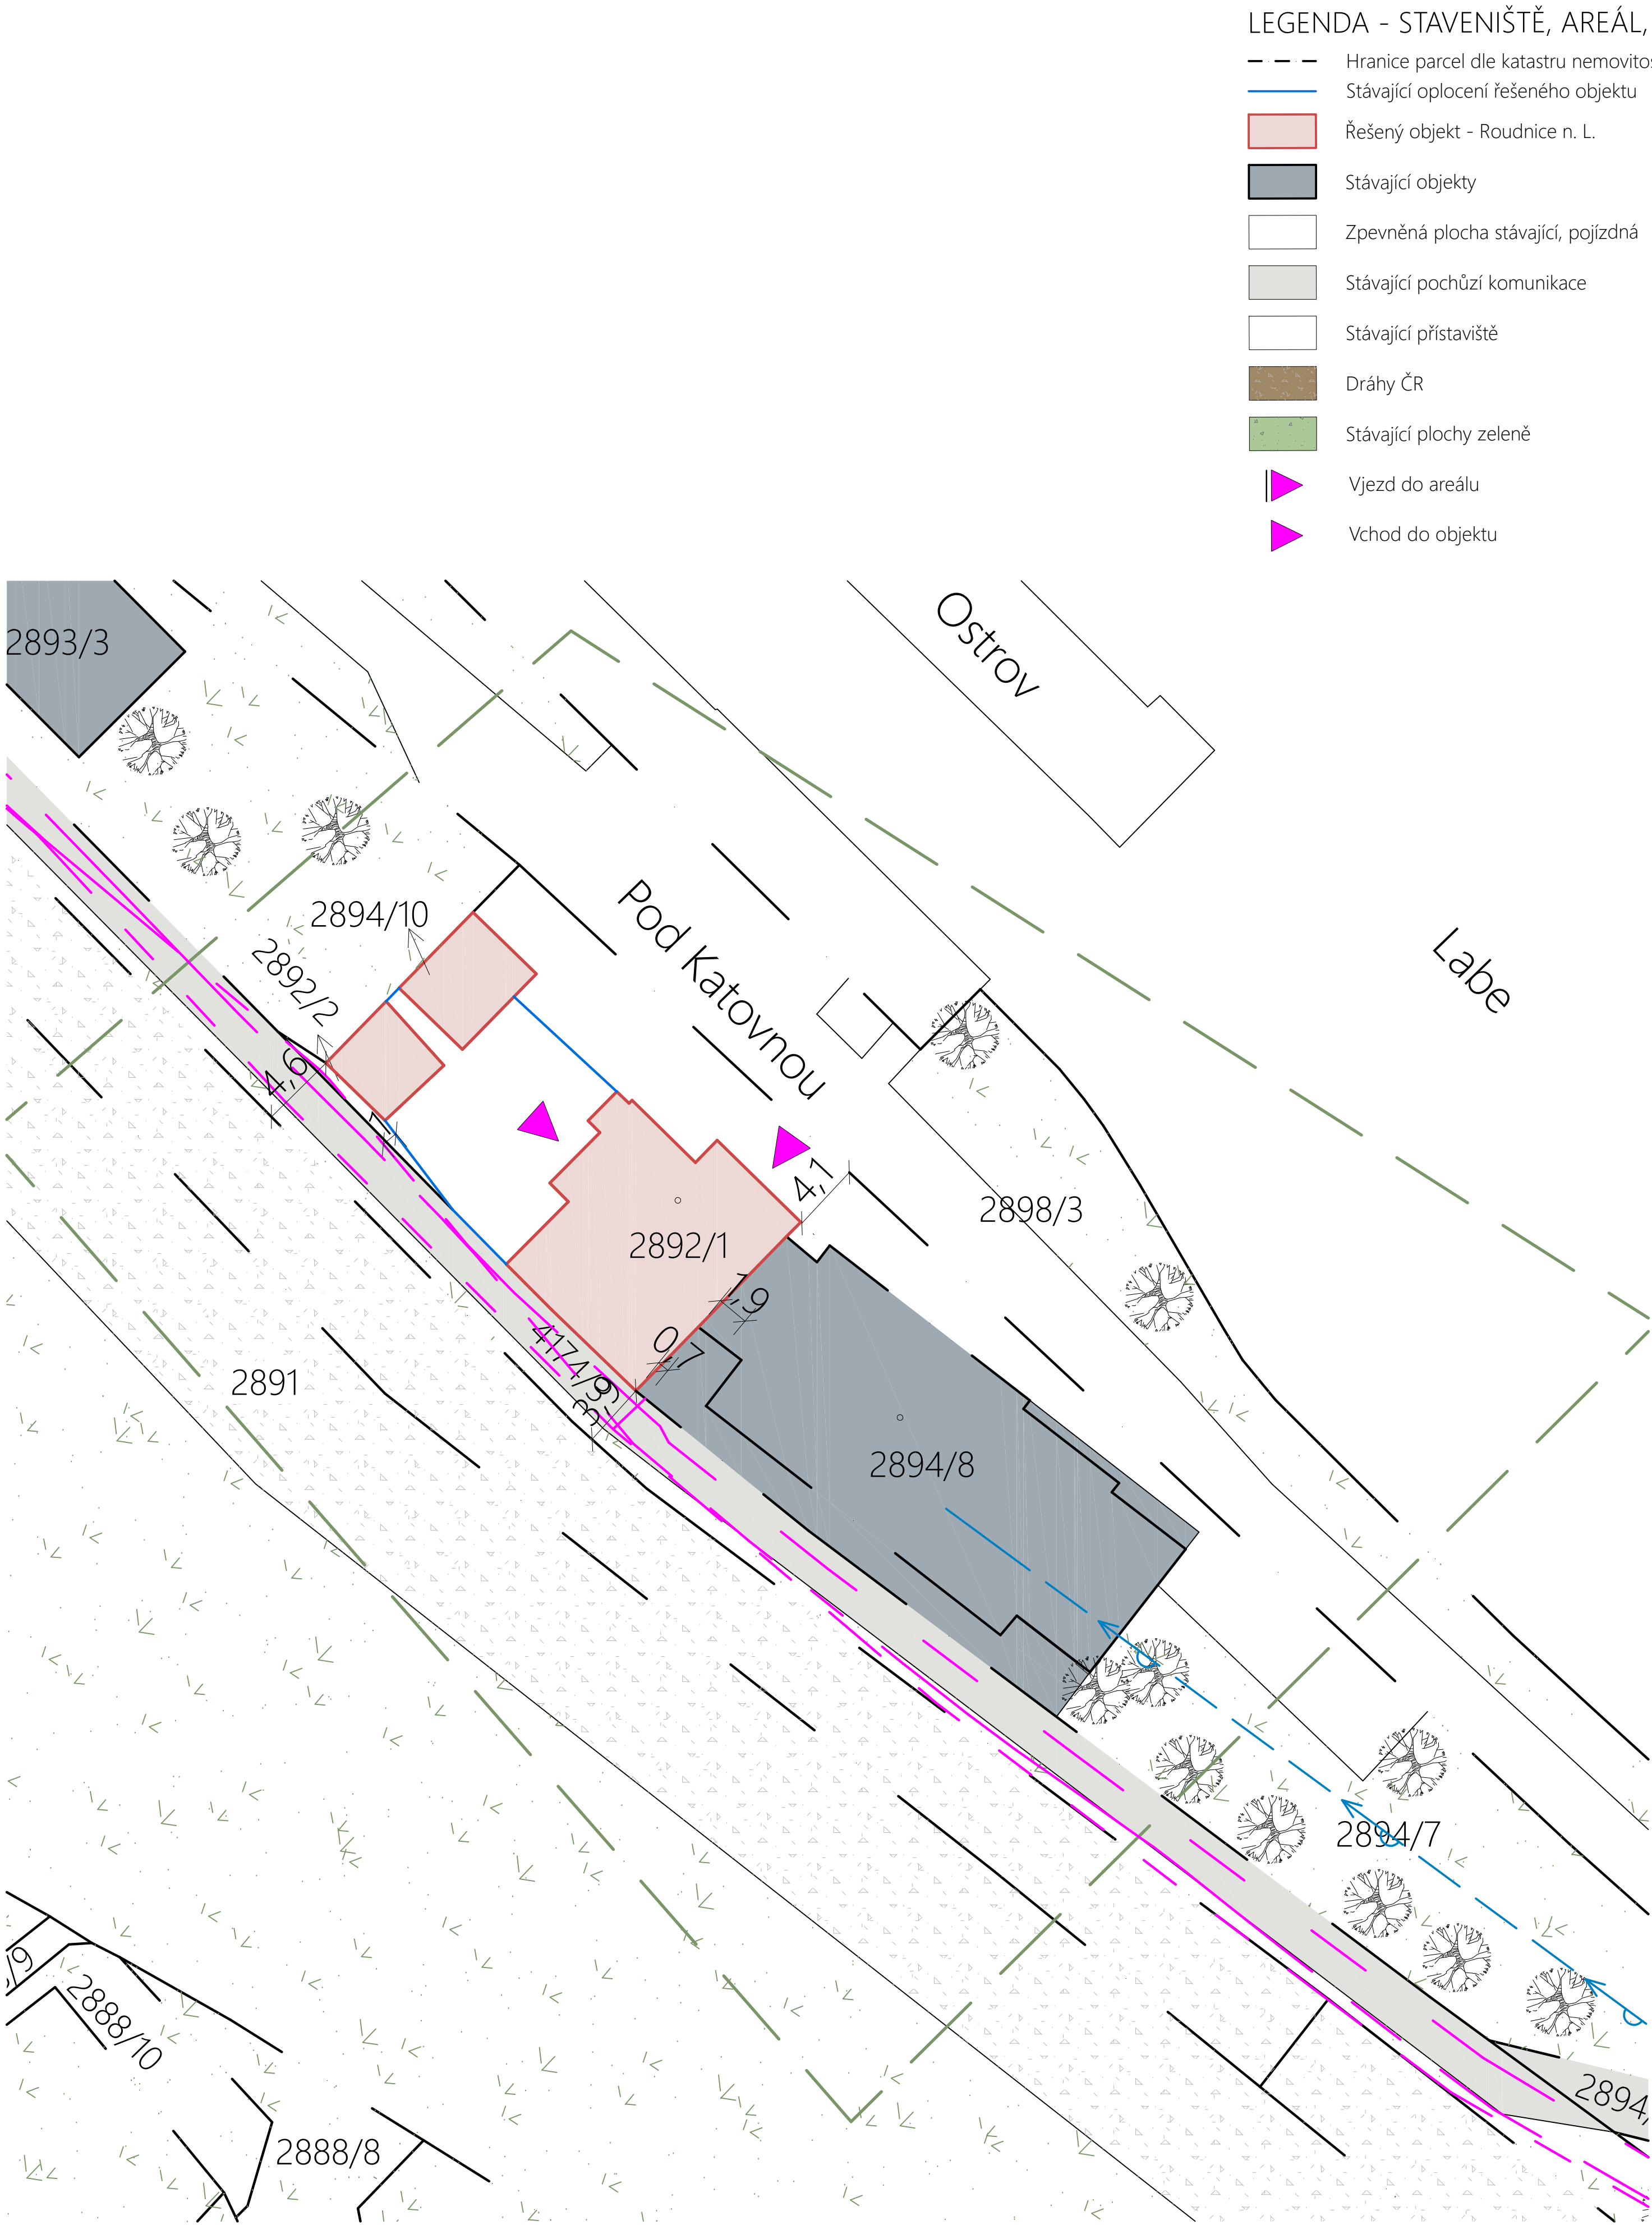 LEGENDA - STAVENIŠTĚ, AREÁL,
Hranice parcel dle katastru
Stávající oplocení řešeného objektu
Řešený objekt - Roudnice n. L.
Stávající objekty
Zpevněná plocha stávající, pojízdná
Stávající pochůzí komunikace
Stávající přístaviště
Dráhy ČR
Stávající plochy zeleně
Vjezd do areálu
Vchod do objektu
Ostrov
2893/3
2894/10
Pod Katovnou
Labe
2892/2
4,6
4,1
2898/3
2892/1
1,9
0,7
4174/9
2891
2894/8
2894/7
2888/10
2888/8